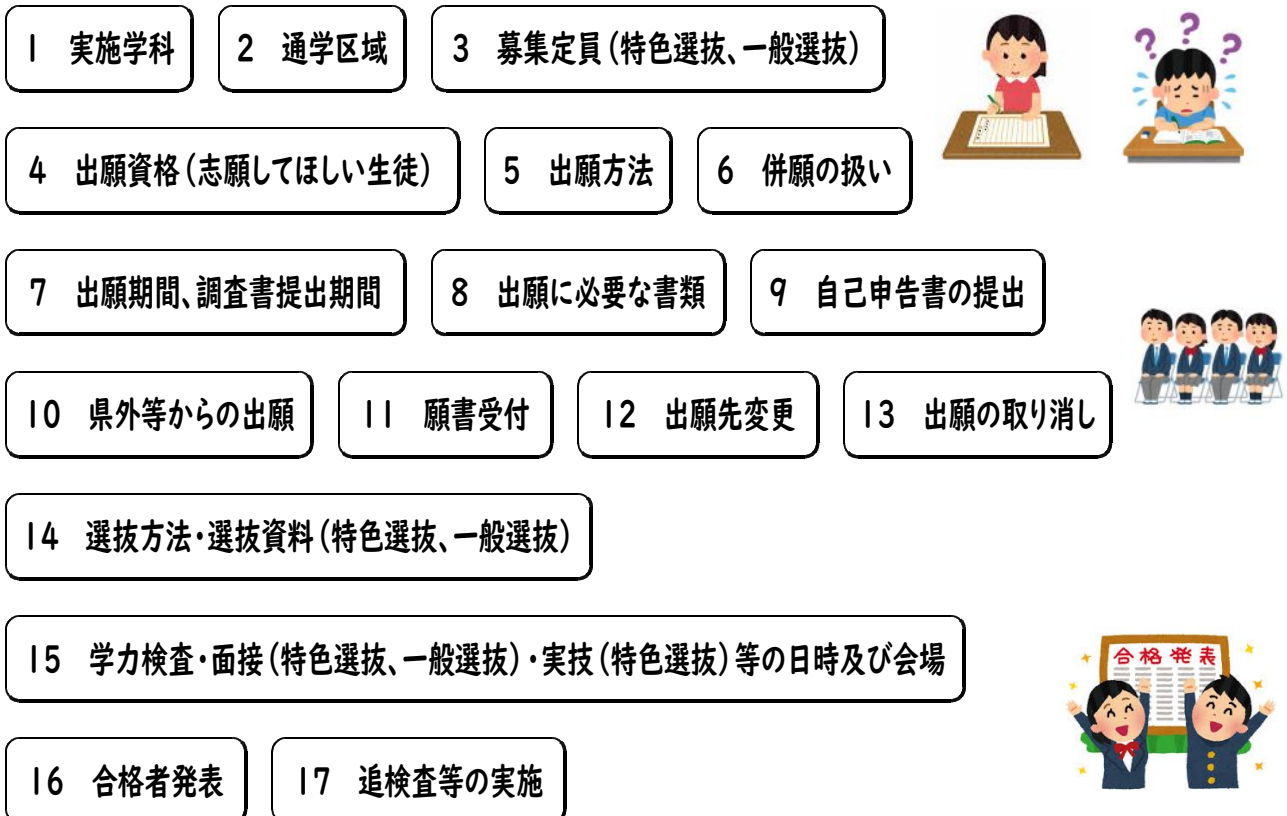 1　実施学科
2　通学区域
3　募集定員（特色選抜、一般選抜）
4　出願資格（志願してほしい生徒）
5　出願方法
6　併願の扱い
7　出願期間、調査書提出期間
8　出願に必要な書類
9　自己申告書の提出
10　県外等からの出願
11　願書受付
12　出願先変更
13　出願の取り消し
14　選抜方法・選抜資料（特色選抜、一般選抜）
15　学力検査・面接（特色選抜、一般選抜）・実技（特色選抜）等の日時及び会場
合格発表
16　合格者発表
17　追検査等の実施